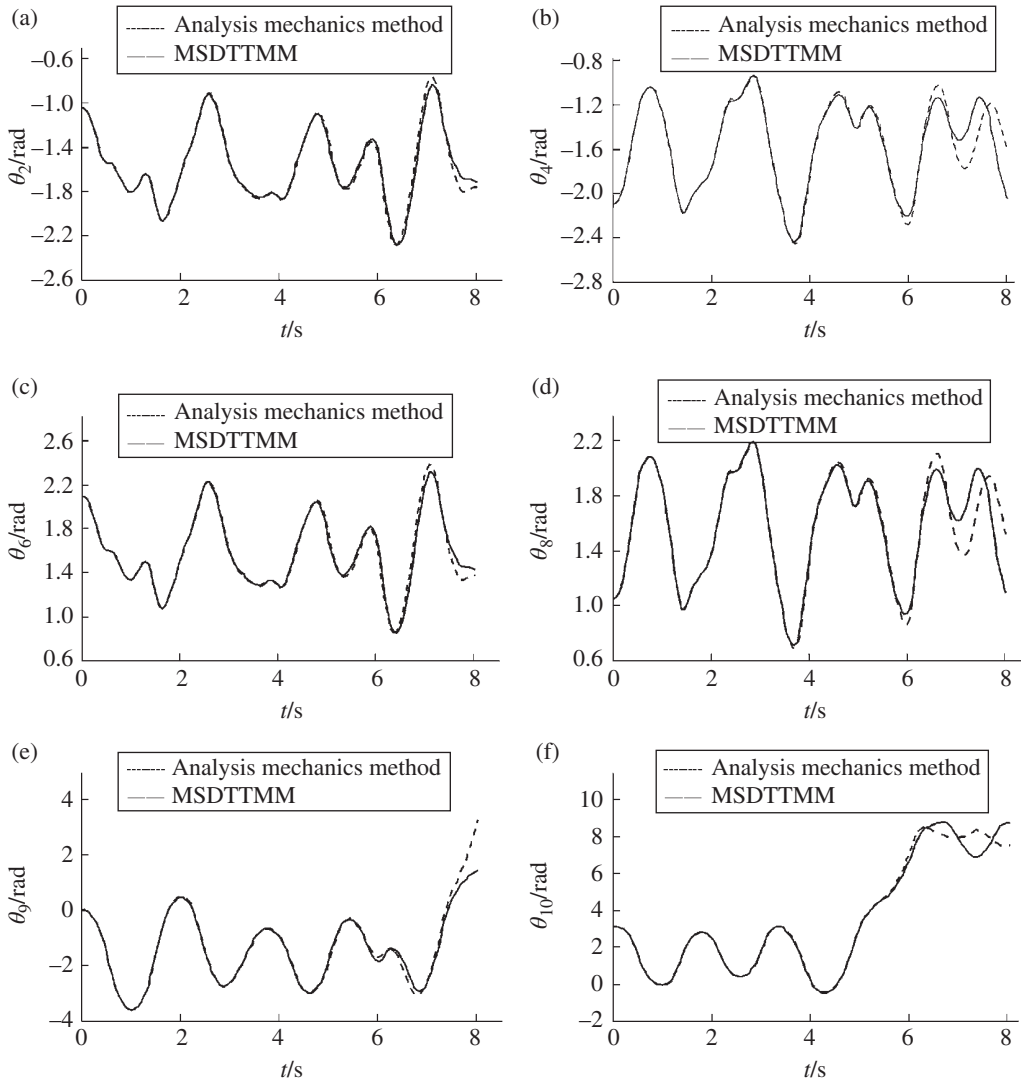 (a)
Analysis mechanics method
MSDTTMM
–0.6
–1.0
–1.4
–1.8
–2.2
–2.6
θ2/rad
0 2 4 6 8
t/s
(b)
Analysis mechanics method
MSDTTMM
–0.8
–1.2
–1.6
–2.0
–2.4
–2.8
θ4/rad
0 2 4 6 8
t/s
(c)
Analysis mechanics method
MSDTTMM
2.6
2.2
1.8
1.4
1.0
0.6
θ6/rad
0 2 4 6 8
t/s
(d)
Analysis mechanics method
MSDTTMM
2.2
1.8
1.4
1.0
0.6
θ8/rad
0 2 4 6 8
t/s
(e)
Analysis mechanics method
MSDTTMM
4
2
0
–2
–4
θ9/rad
0 2 4 6 8
t/s
(f)
Analysis mechanics method
MSDTTMM
10
8
6
4
2
0
–2
θ10/rad
0 2 4 6 8
t/s